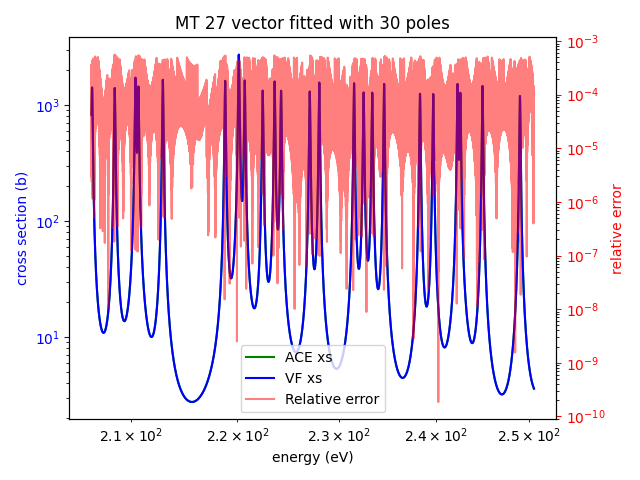 MT 27 vector fitted with 30 poles
cross section (b)
10³
10²
10¹
10⁻³
10⁻⁴
10⁻⁵
10⁻⁶
10⁻⁷
10⁻⁸
10⁻⁹
10⁻¹⁰
relative error
ACE xs
VF xs
Relative error
2.1 × 10² 2.2 × 10² 2.3 × 10² 2.4 × 10² 2.5 × 10²
energy (eV)